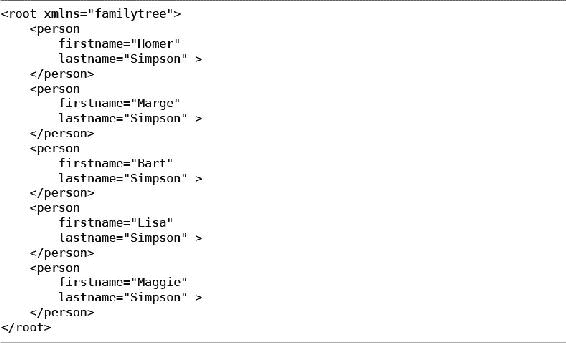 <root xmlns="familytree">
    <person
        firstname="Homer"
        lastname="Simpson" >
    </person>
    <person
        firstname="Marge"
        lastname="Simpson" >
    </person>
    <person
        firstname="Bart"
        lastname="Simpson" >
    </person>
    <person
        firstname="Lisa"
        lastname="Simpson" >
    </person>
    <person
        firstname="Maggie"
        lastname="Simpson" >
    </person>
</root>